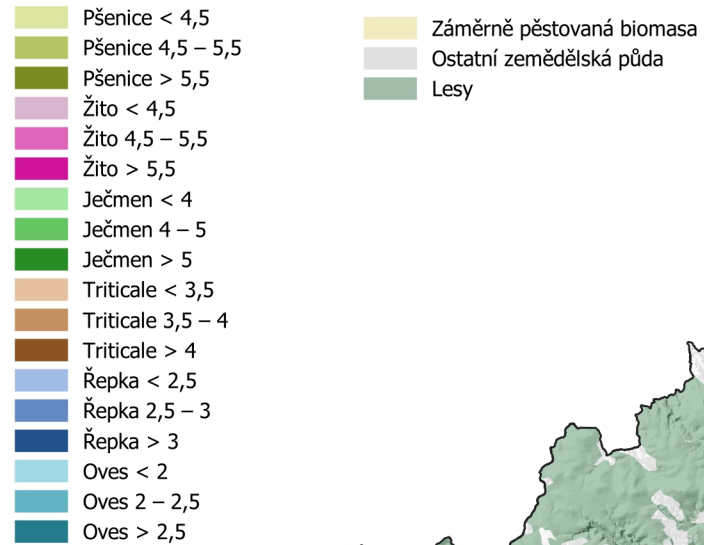 Pšenice < 4,5
Pšenice 4,5 – 5,5
Pšenice > 5,5
Žito < 4,5
Žito 4,5 – 5,5
Žito > 5,5
Ječmen < 4
Ječmen 4 – 5
Ječmen > 5
Triticale < 3,5
Triticale 3,5 – 4
Triticale > 4
Řepka < 2,5
Řepka 2,5 – 3
Řepka > 3
Oves < 2
Oves 2 – 2,5
Oves > 2,5
Záměrně pěstovaná biomasa
Ostatní zemědělská půda
Lesy